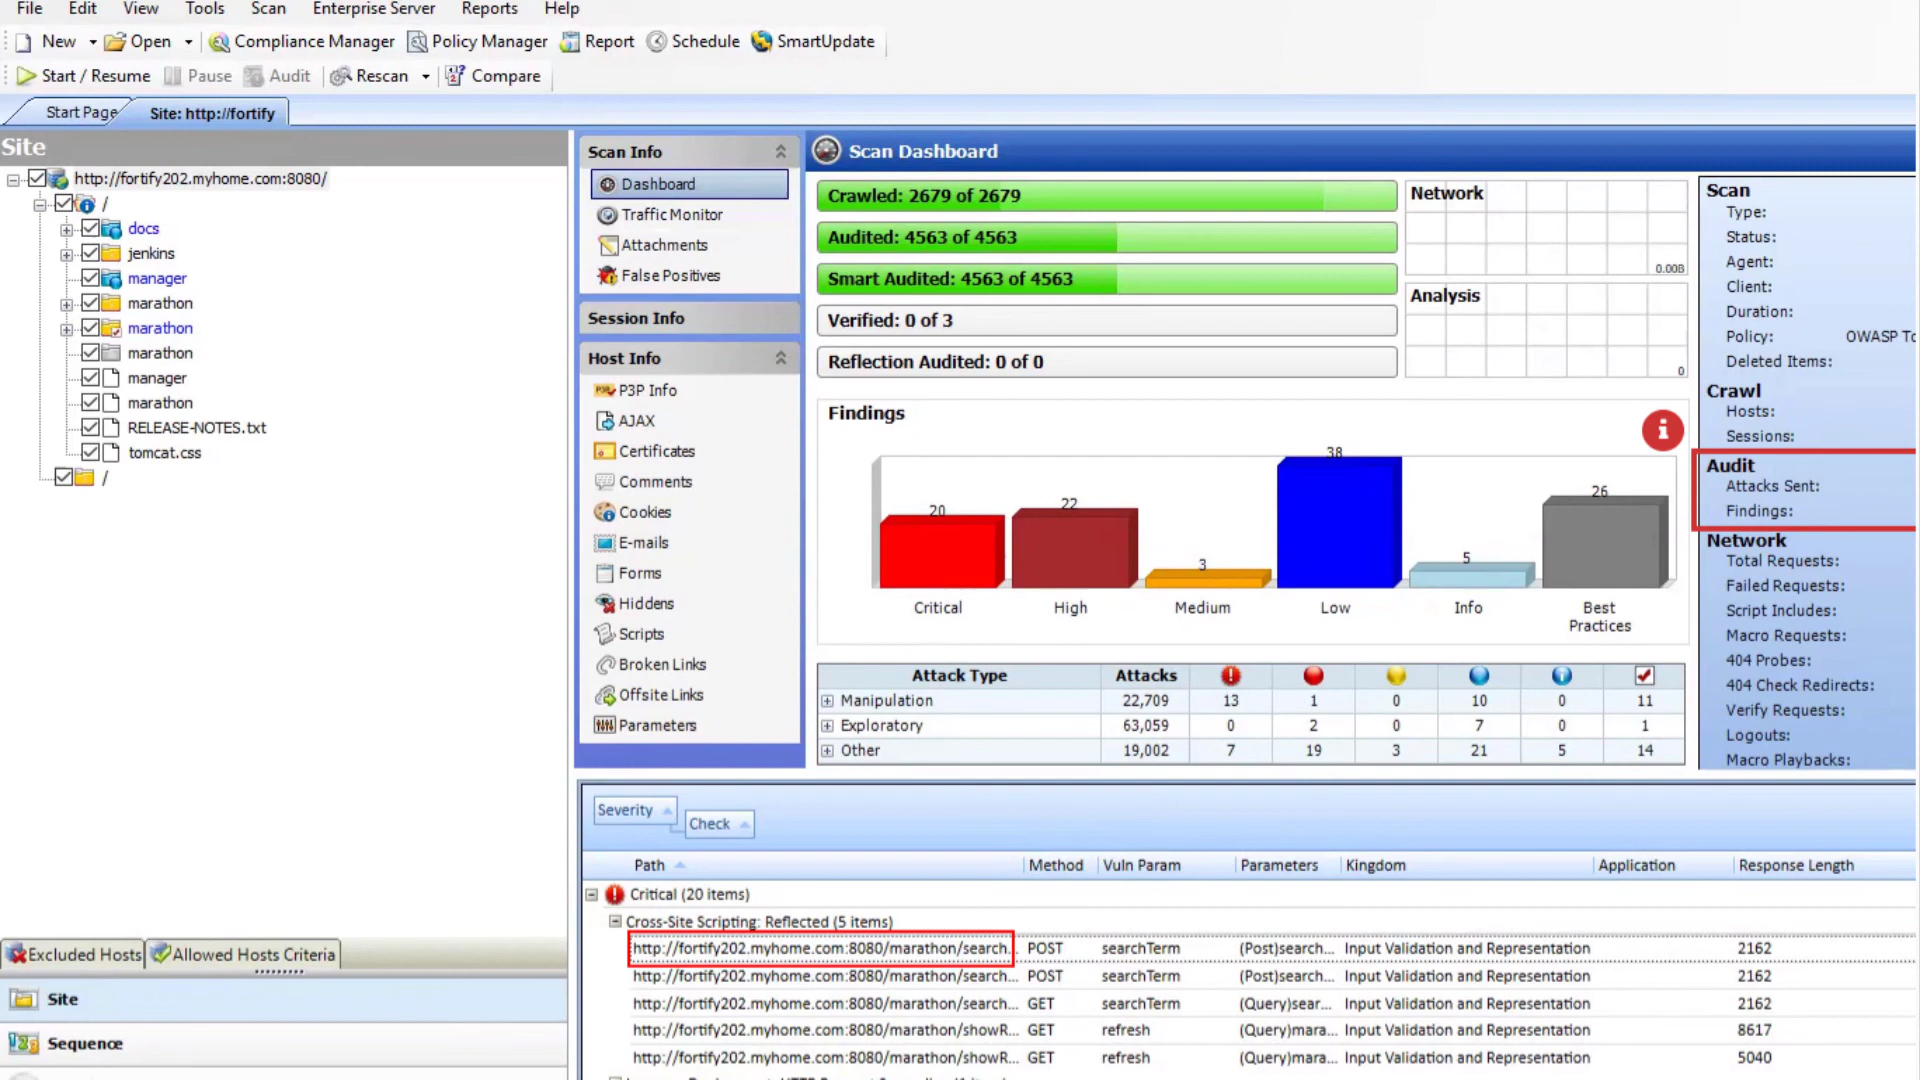 File Edit View Tools Scan Enterprise Server Reports Help
New Open Compliance Manager Policy Manager Report Schedule SmartUpdate
Start / Resume Pause Audit Rescan Compare
Start Page Site: http://fortify
Site
http://fortify202.myhome.com:8080/
/
docs
jenkins
manager
marathon
marathon
marathon
manager
marathon
RELEASE-NOTES.txt
tomcat.css
/
Excluded Hosts Allowed Hosts Criteria
Site
Sequence
Scan Info
Dashboard
Traffic Monitor
Attachments
False Positives
Session Info
Host Info
P3P Info
AJAX
Certificates
Comments
Cookies
E-mails
Forms
Hiddens
Scripts
Broken Links
Offsite Links
Parameters
Scan Dashboard
Crawled: 2679 of 2679
Audited: 4563 of 4563
Smart Audited: 4563 of 4563
Verified: 0 of 3
Reflection Audited: 0 of 0
Network
0.00B
Analysis
0
Findings
20 22 3 38 5 26
Critical High Medium Low Info Best
Practices
Attack Type Attacks
Manipulation 22,709 13 1 0 10 0 11
Exploratory 63,059 0 2 0 7 0 1
Other 19,002 7 19 3 21 5 14
Scan
Type:
Status:
Agent:
Client:
Duration:
Policy: OWASP To
Deleted Items:
Crawl
Hosts:
Sessions:
Audit
Attacks Sent:
Findings:
Network
Total Requests:
Failed Requests:
Script Includes:
Macro Requests:
404 Probes:
404 Check Redirects:
Verify Requests:
Logouts:
Macro Playbacks:
Severity
Check
Path Method Vuln Param Parameters Kingdom Application Response Length
Critical (20 items)
Cross-Site Scripting: Reflected (5 items)
http://fortify202.myhome.com:8080/marathon/search... POST searchTerm (Post)search... Input Validation and Representation 2162
http://fortify202.myhome.com:8080/marathon/search... POST searchTerm (Post)search... Input Validation and Representation 2162
http://fortify202.myhome.com:8080/marathon/search... GET searchTerm (Query)sear... Input Validation and Representation 2162
http://fortify202.myhome.com:8080/marathon/showR... GET refresh (Query)mara... Input Validation and Representation 8617
http://fortify202.myhome.com:8080/marathon/showR... GET refresh (Query)mara... Input Validation and Representation 5040